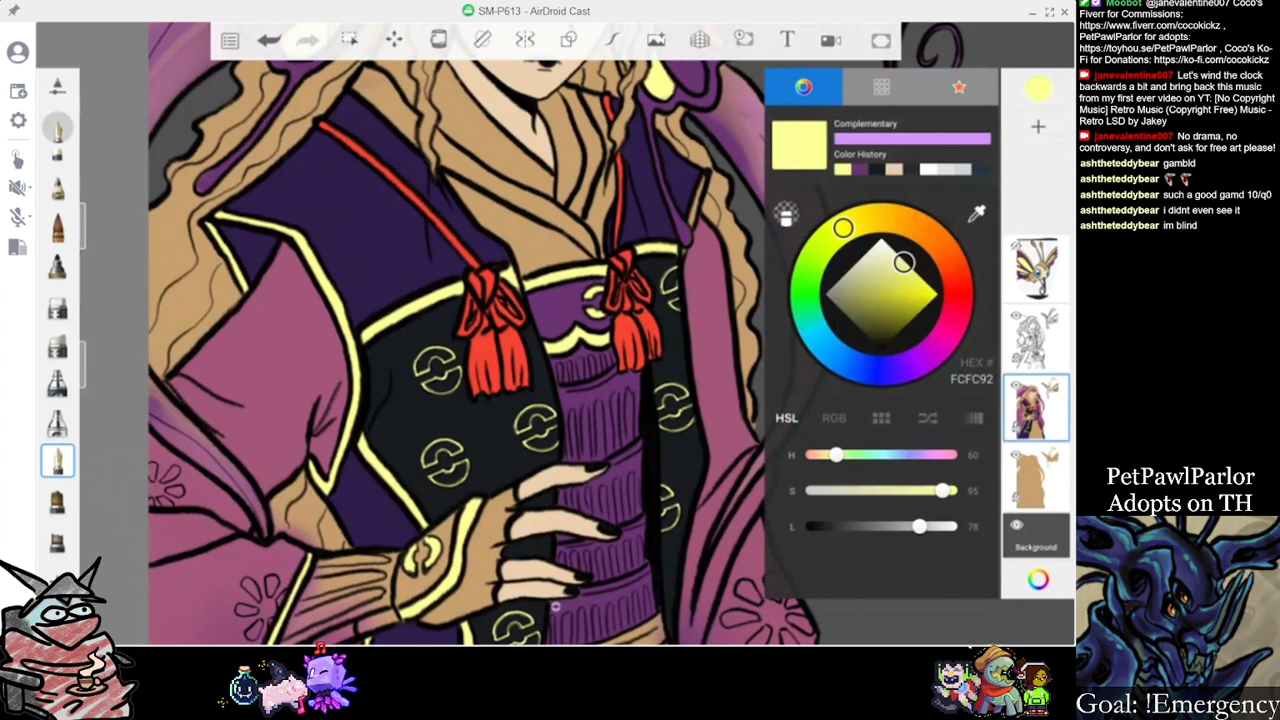 SM-P613 - AirDroid Cast
T
Complementary
Color History
HEX #
FCFC92
HSL
RGB
H
60
S
95
L
78
Background
Moobot @janevalentine007 Coco's
Fiverr for Commissions:
https://www.fiverr.com/cocokickz ,
PetPawlParlor for adopts:
https://toyhou.se/PetPawlParlor , Coco's Ko-
Fi for Donations: https://ko-fi.com/cocokickz
janevalentine007 Let's wind the clock
backwards a bit and bring back this music
from my first ever video on YT: [No Copyright
Music] Retro Music (Copyright Free) Music -
Retro LSD by Jakey
janevalentine007 No drama, no
controversy, and don't ask for free art please!
ashtheteddybear gambld
ashtheteddybear
ashtheteddybear such a good gamd 10/q0
ashtheteddybear i didnt even see it
ashtheteddybear im blind
PetPawlParlor
Adopts on TH
Goal: !Emergency